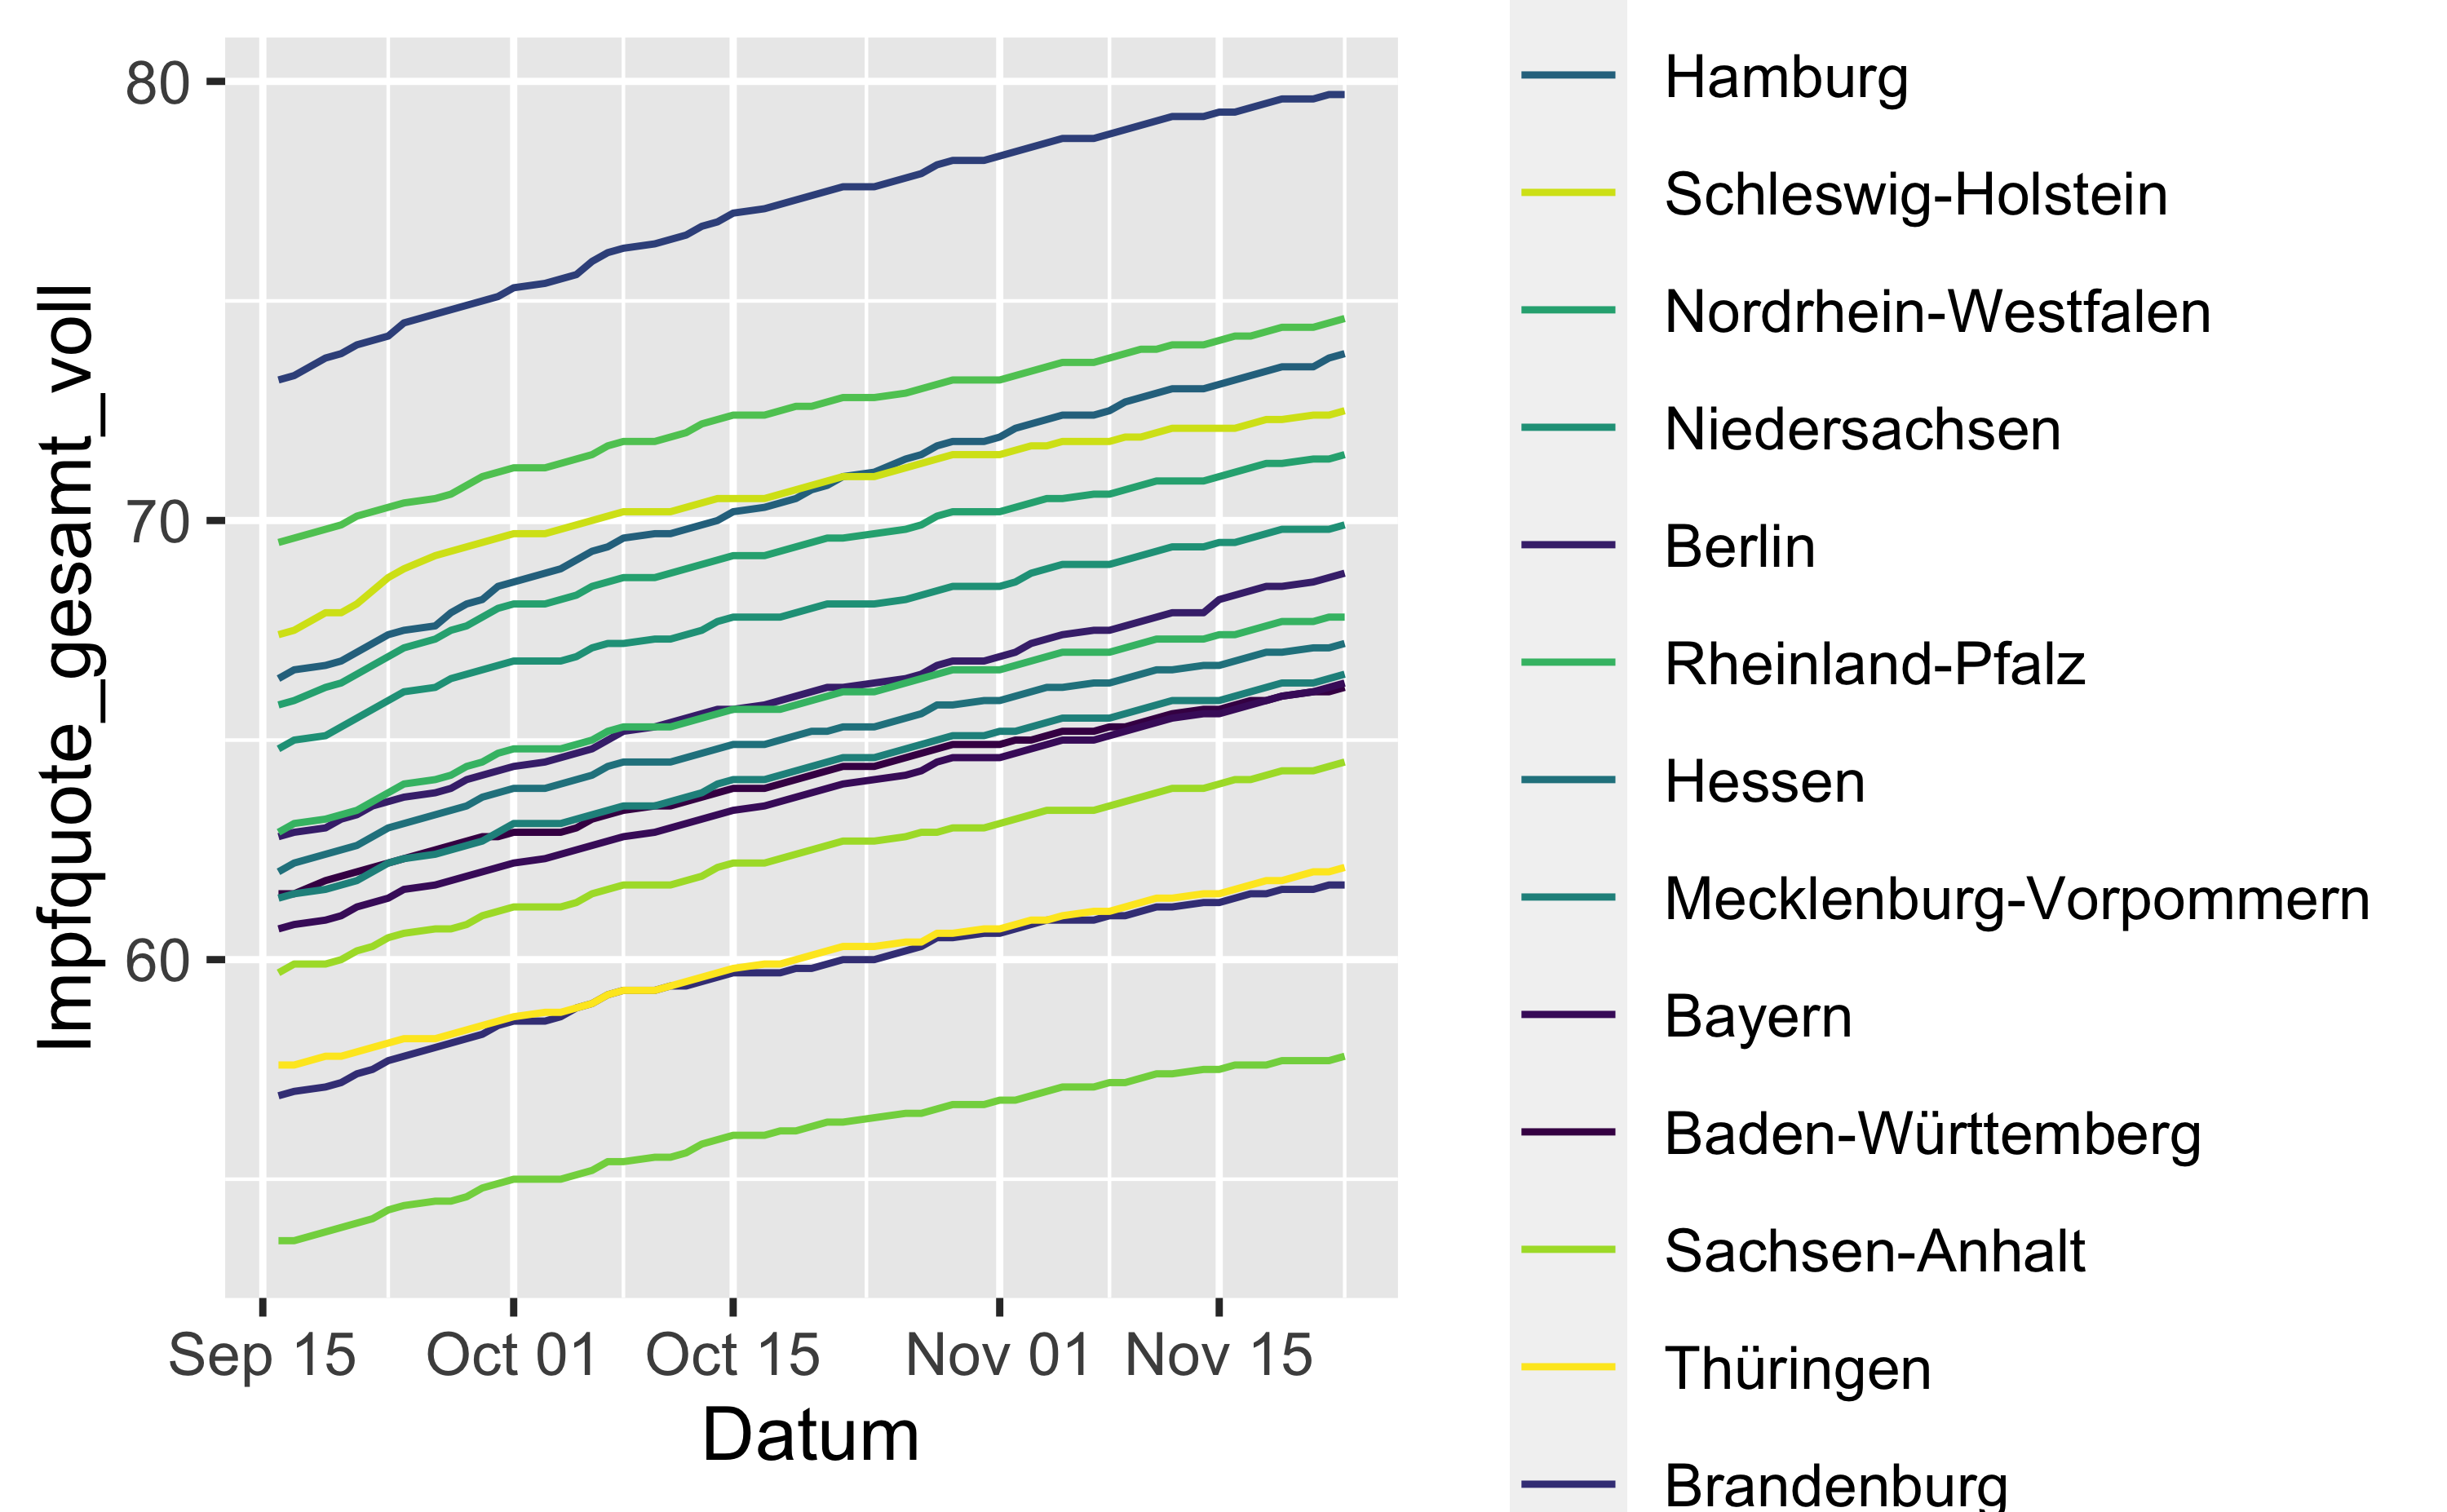 Impfquote_gesamt_voll
80
70
60
Sep 15 Oct 01 Oct 15 Nov 01 Nov 15
Datum
Hamburg
Schleswig-Holstein
Nordrhein-Westfalen
Niedersachsen
Berlin
Rheinland-Pfalz
Hessen
Mecklenburg-Vorpommern
Bayern
Baden-Württemberg
Sachsen-Anhalt
Thüringen
Brandenburg